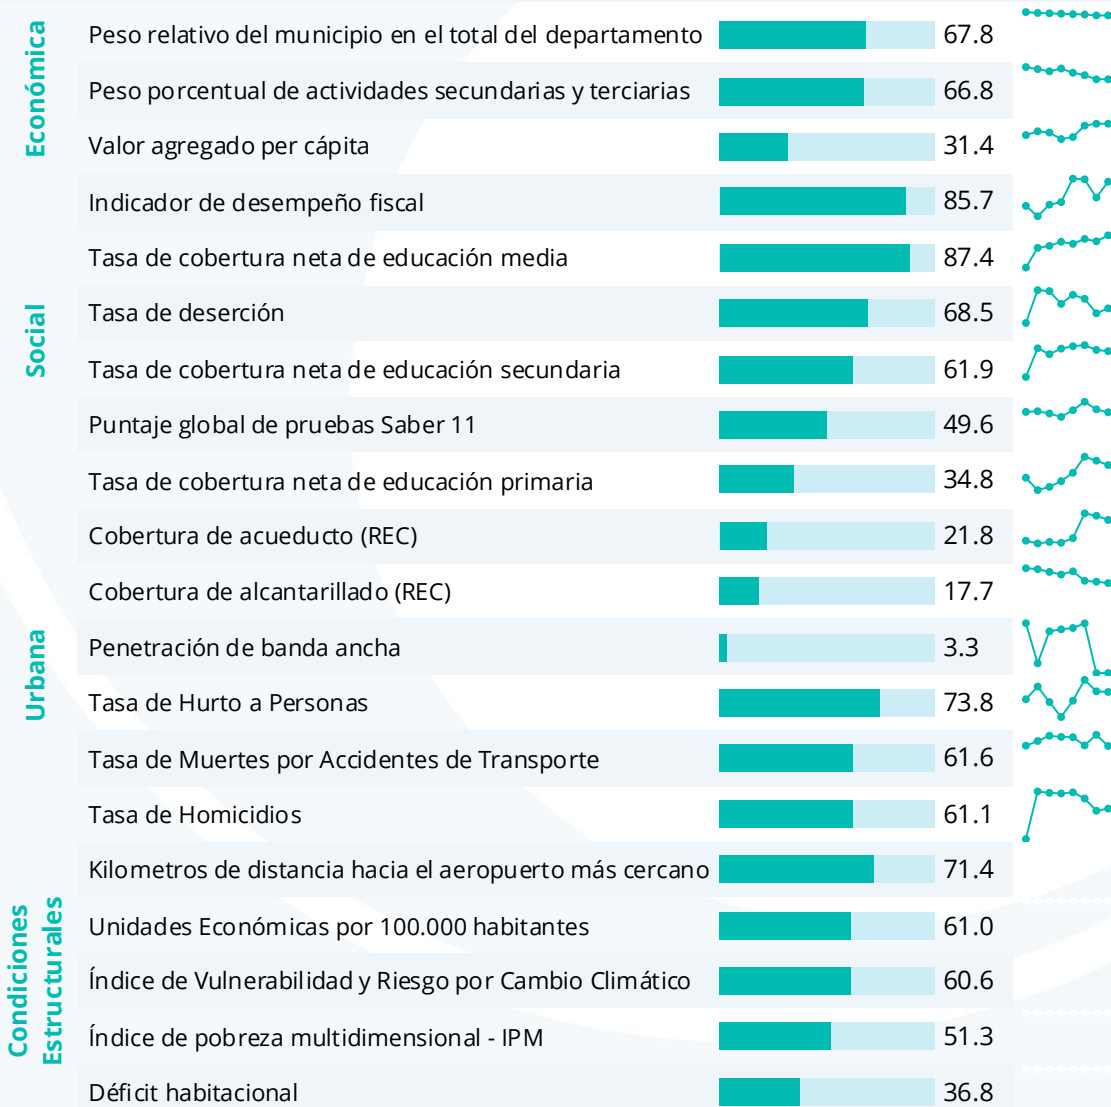 Económica
Peso relativo del municipio en el total del departamento 67.8
Peso porcentual de actividades secundarias y terciarias 66.8
Valor agregado per cápita 31.4
Indicador de desempeño fiscal 85.7
Social
Tasa de cobertura neta de educación media 87.4
Tasa de deserción 68.5
Tasa de cobertura neta de educación secundaria 61.9
Puntaje global de pruebas Saber 11 49.6
Tasa de cobertura neta de educación primaria 34.8
Urbana
Cobertura de acueducto (REC) 21.8
Cobertura de alcantarillado (REC) 17.7
Penetración de banda ancha 3.3
Tasa de Hurto a Personas 73.8
Tasa de Muertes por Accidentes de Transporte 61.6
Tasa de Homicidios 61.1
Condiciones
Estructurales
Kilometros de distancia hacia el aeropuerto más cercano 71.4
Unidades Económicas por 100.000 habitantes 61.0
Índice de Vulnerabilidad y Riesgo por Cambio Climático 60.6
Índice de pobreza multidimensional - IPM 51.3
Déficit habitacional 36.8